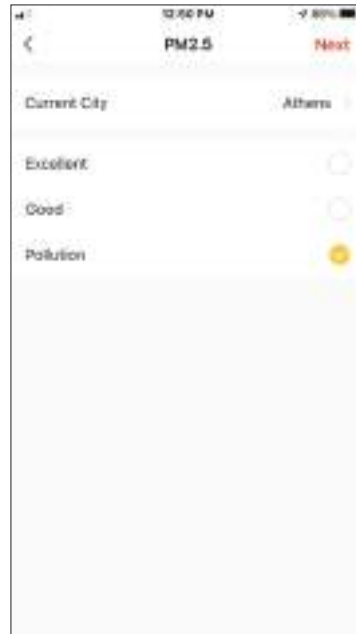 12:50 PM
PM2.5
Next
Current City
Athens
Excellent
Good
Pollution